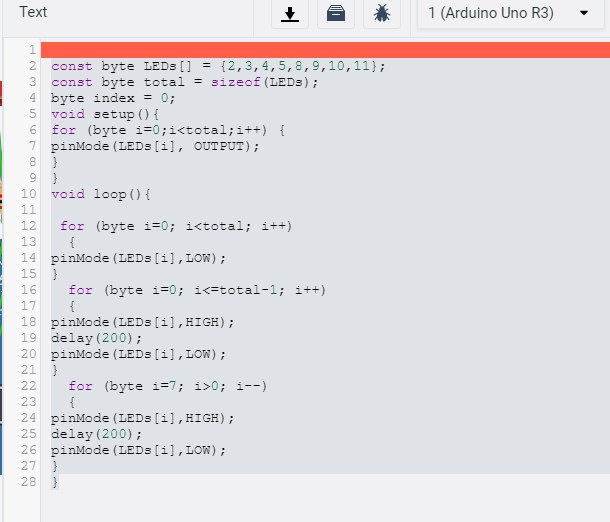 Text
1 (Arduino Uno R3)
1
2 const byte LEDs[] = {2,3,4,5,8,9,10,11};
3 const byte total = sizeof(LEDs);
4 byte index = 0;
5 void setup(){
6 for (byte i=0;i<total;i++) {
7 pinMode(LEDs[i], OUTPUT);
8 }
9 }
10 void loop(){
11
12 for (byte i=0; i<total; i++)
13 {
14 pinMode(LEDs[i],LOW);
15 }
16 for (byte i=0; i<=total-1; i++)
17 {
18 pinMode(LEDs[i],HIGH);
19 delay(200);
20 pinMode(LEDs[i],LOW);
21 }
22 for (byte i=7; i>0; i--)
23 {
24 pinMode(LEDs[i],HIGH);
25 delay(200);
26 pinMode(LEDs[i],LOW);
27 }
28 }